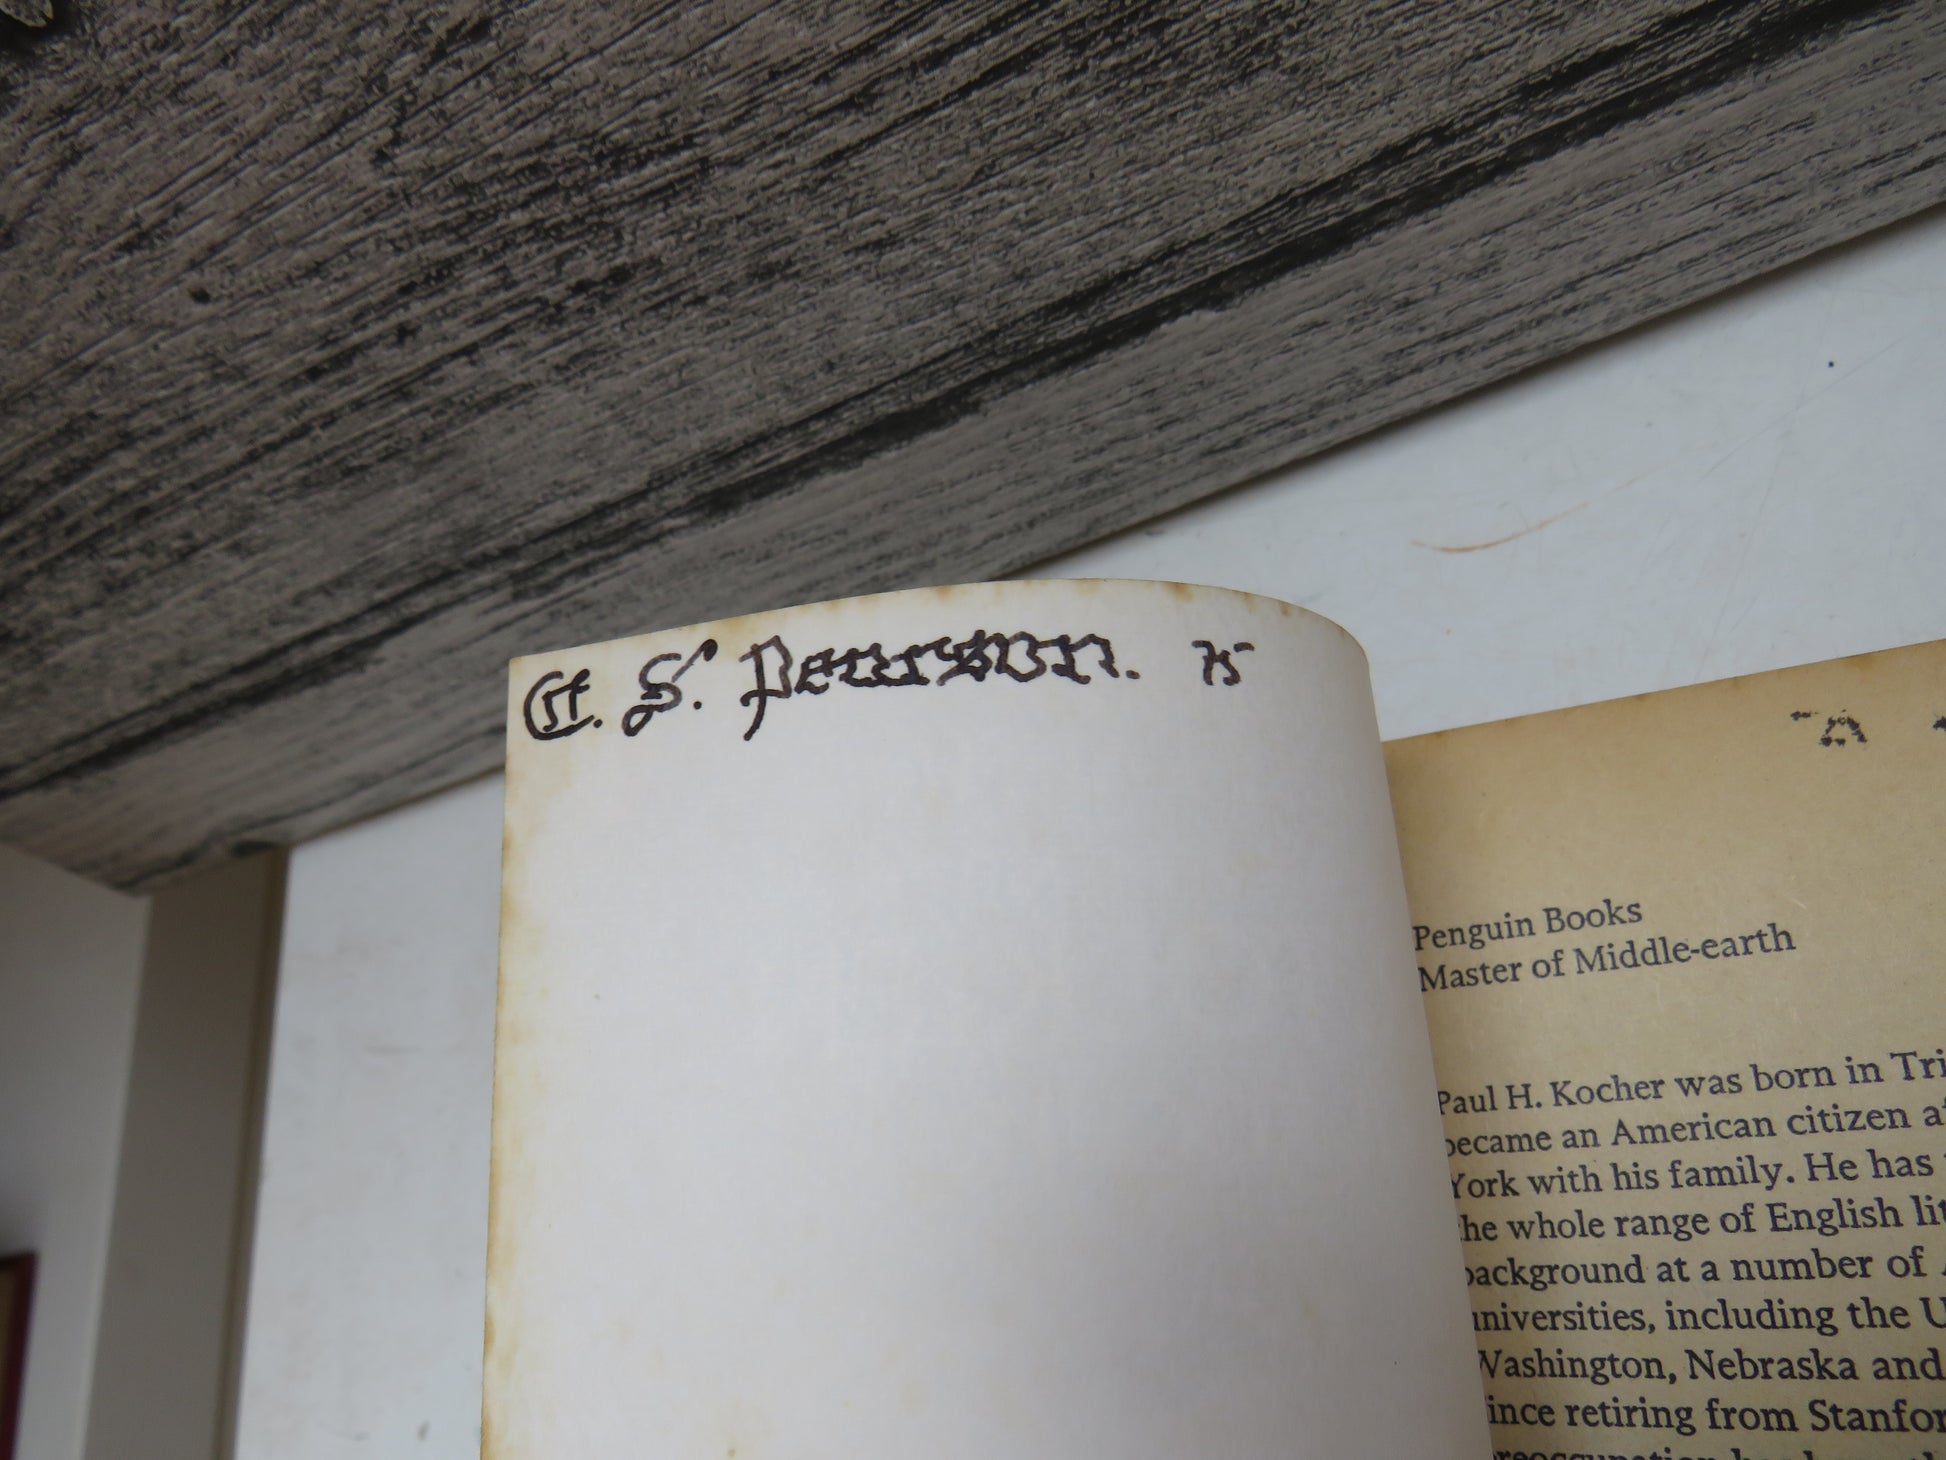 G. S. Pearson. 75
Penguin Books
Master of Middle-earth
Paul H. Kocher was born in Tri
became an American citizen af
York with his family. He has
the whole range of English lit
background at a number of
universities, including the U
Washington, Nebraska and
since retiring from Stanfor